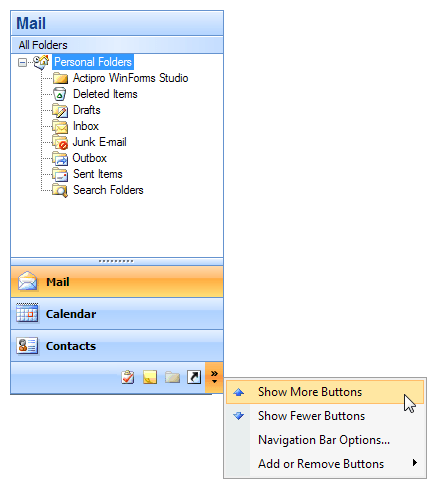 Mail
All Folders
Personal Folders
Actipro WinForms Studio
Deleted Items
Drafts
Inbox
Junk E-mail
Outbox
Sent Items
Search Folders
Mail
Calendar
Contacts
Show More Buttons
Show Fewer Buttons
Navigation Bar Options...
Add or Remove Buttons